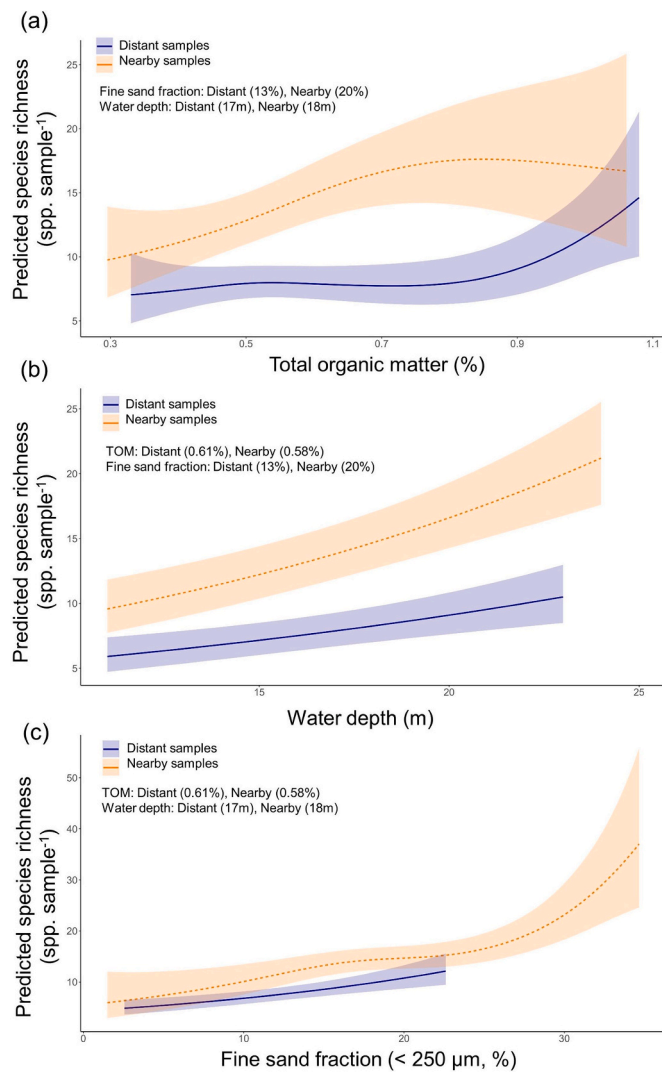 (a)
Distant samples
Nearby samples
Fine sand fraction: Distant (13%), Nearby (20%)
Water depth: Distant (17m), Nearby (18m)
Predicted species richness
(spp. sample⁻¹)
25
20
15
10
5
0.3 0.5 0.7 0.9 1.1
Total organic matter (%)
(b)
Distant samples
Nearby samples
TOM: Distant (0.61%), Nearby (0.58%)
Fine sand fraction: Distant (13%), Nearby (20%)
Predicted species richness
(spp. sample⁻¹)
25
20
15
10
5
15 20 25
Water depth (m)
(c)
Distant samples
Nearby samples
TOM: Distant (0.61%), Nearby (0.58%)
Water depth: Distant (17m), Nearby (18m)
Predicted species richness
(spp. sample⁻¹)
50
40
30
20
10
0 10 20 30
Fine sand fraction (< 250 µm, %)